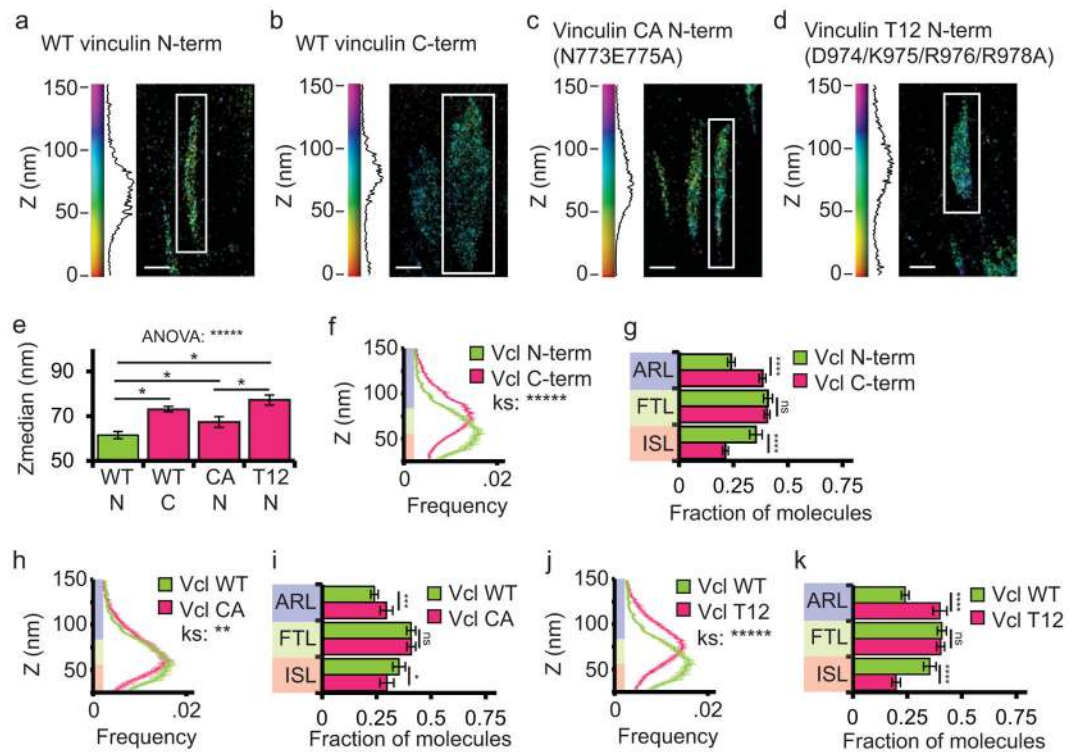 a
WT vinculin N-term
Z (nm)
150
100
50
0
b
WT vinculin C-term
Z (nm)
150
100
50
0
c
Vinculin CA N-term
(N773E775A)
Z (nm)
150
100
50
0
d
Vinculin T12 N-term
(D974/K975/R976/R978A)
Z (nm)
150
100
50
0
e
ANOVA: *****
*
*
*
*
*
Zmedian (nm)
90
70
50
WT WT CA T12
N C N N
f
Z (nm)
150
100
50
0 .02
Frequency
Vcl N-term
Vcl C-term
ks: *****
g
ARL
FTL
ISL
****
ns
****
Vcl N-term
Vcl C-term
0 0.25 0.50 0.75
Fraction of molecules
h
Z (nm)
150
100
50
0 .02
Frequency
Vcl WT
Vcl CA
ks: **
i
ARL
FTL
ISL
***
ns
*
Vcl WT
Vcl CA
0 0.25 0.50 0.75
Fraction of molecules
j
Z (nm)
150
100
50
0 .02
Frequency
Vcl WT
Vcl T12
ks: *****
k
ARL
FTL
ISL
****
ns
****
Vcl WT
Vcl T12
0 0.25 0.50 0.75
Fraction of molecules